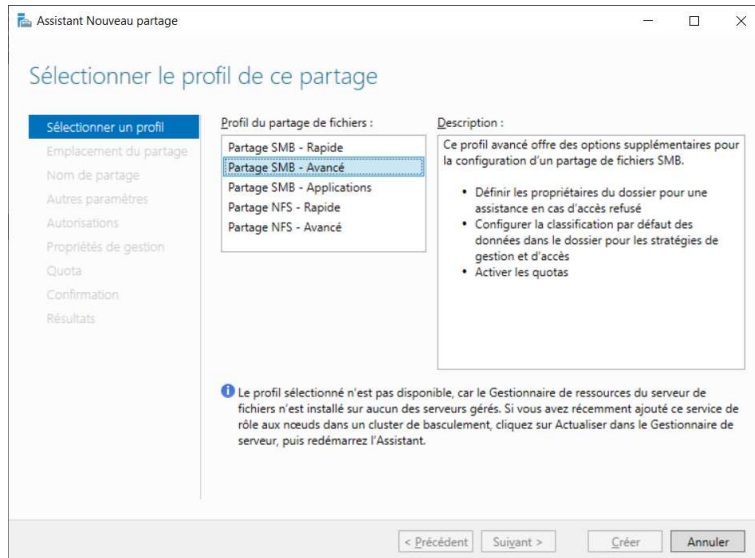 Assistant Nouveau partage
Sélectionner le profil de ce partage
Sélectionner un profil
Emplacement du partage
Nom de partage
Autres paramètres
Autorisations
Propriétés de gestion
Quota
Confirmation
Résultats
Profil du partage de fichiers :
Partage SMB - Rapide
Partage SMB - Avancé
Partage SMB - Applications
Partage NFS - Rapide
Partage NFS - Avancé
Description :
Ce profil avancé offre des options supplémentaires pour
la configuration d'un partage de fichiers SMB.
• Définir les propriétaires du dossier pour une
assistance en cas d'accès refusé
• Configurer la classification par défaut des
données dans le dossier pour les stratégies de
gestion et d'accès
• Activer les quotas
Le profil sélectionné n'est pas disponible, car le Gestionnaire de ressources du serveur de
fichiers n'est installé sur aucun des serveurs gérés. Si vous avez récemment ajouté ce service de
rôle aux nœuds dans un cluster de basculement, cliquez sur Actualiser dans le Gestionnaire de
serveur, puis redémarrez l'Assistant.
< Précédent
Suivant >
Créer
Annuler